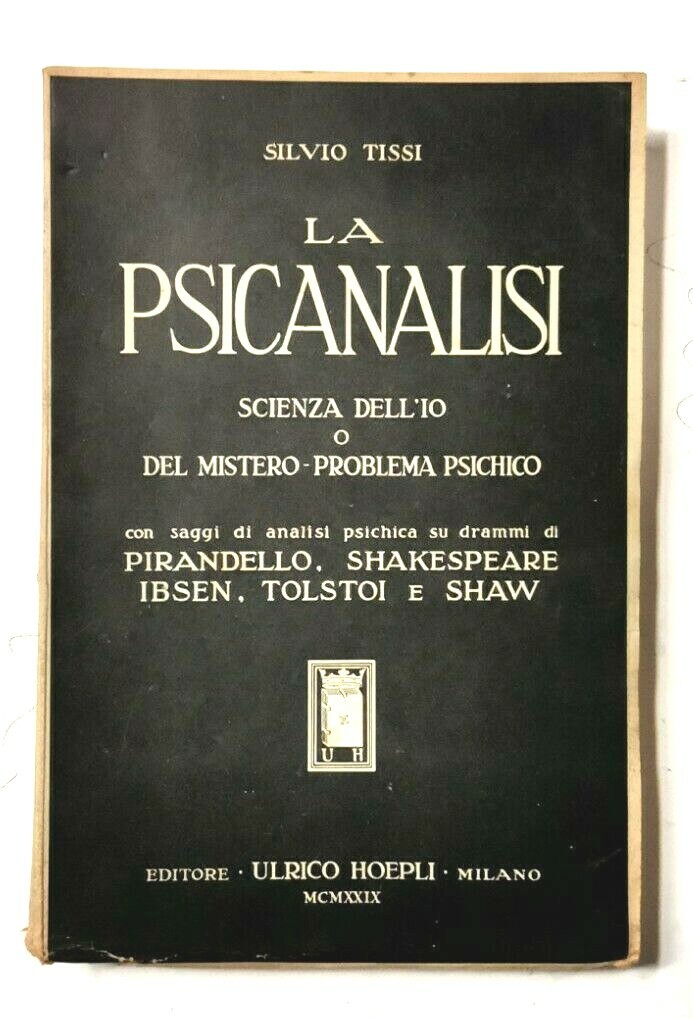 SILVIO TISSI
LA
PSICANALISI
SCIENZA DELL'IO
O
DEL MISTERO-PROBLEMA PSICHICO
con saggi di analisi psichica su drammi di
PIRANDELLO, SHAKESPEARE
IBSEN, TOLSTOI E SHAW
U H
EDITORE · ULRICO HOEPLI · MILANO
MCMXXIX